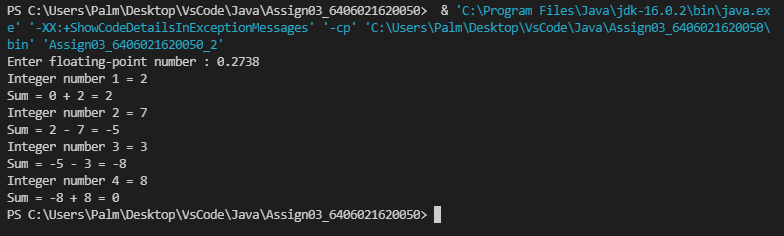 PS C:\Users\Palm\Desktop\VsCode\Java\Assign03_6406021620050>  & 'C:\Program Files\Java\jdk-16.0.2\bin\java.ex
e' '-XX:+ShowCodeDetailsInExceptionMessages' '-cp' 'C:\Users\Palm\Desktop\VsCode\Java\Assign03_6406021620050\
bin' 'Assign03_6406021620050_2'
Enter floating-point number : 0.2738
Integer number 1 = 2
Sum = 0 + 2 = 2
Integer number 2 = 7
Sum = 2 - 7 = -5
Integer number 3 = 3
Sum = -5 - 3 = -8
Integer number 4 = 8
Sum = -8 + 8 = 0
PS C:\Users\Palm\Desktop\VsCode\Java\Assign03_6406021620050>